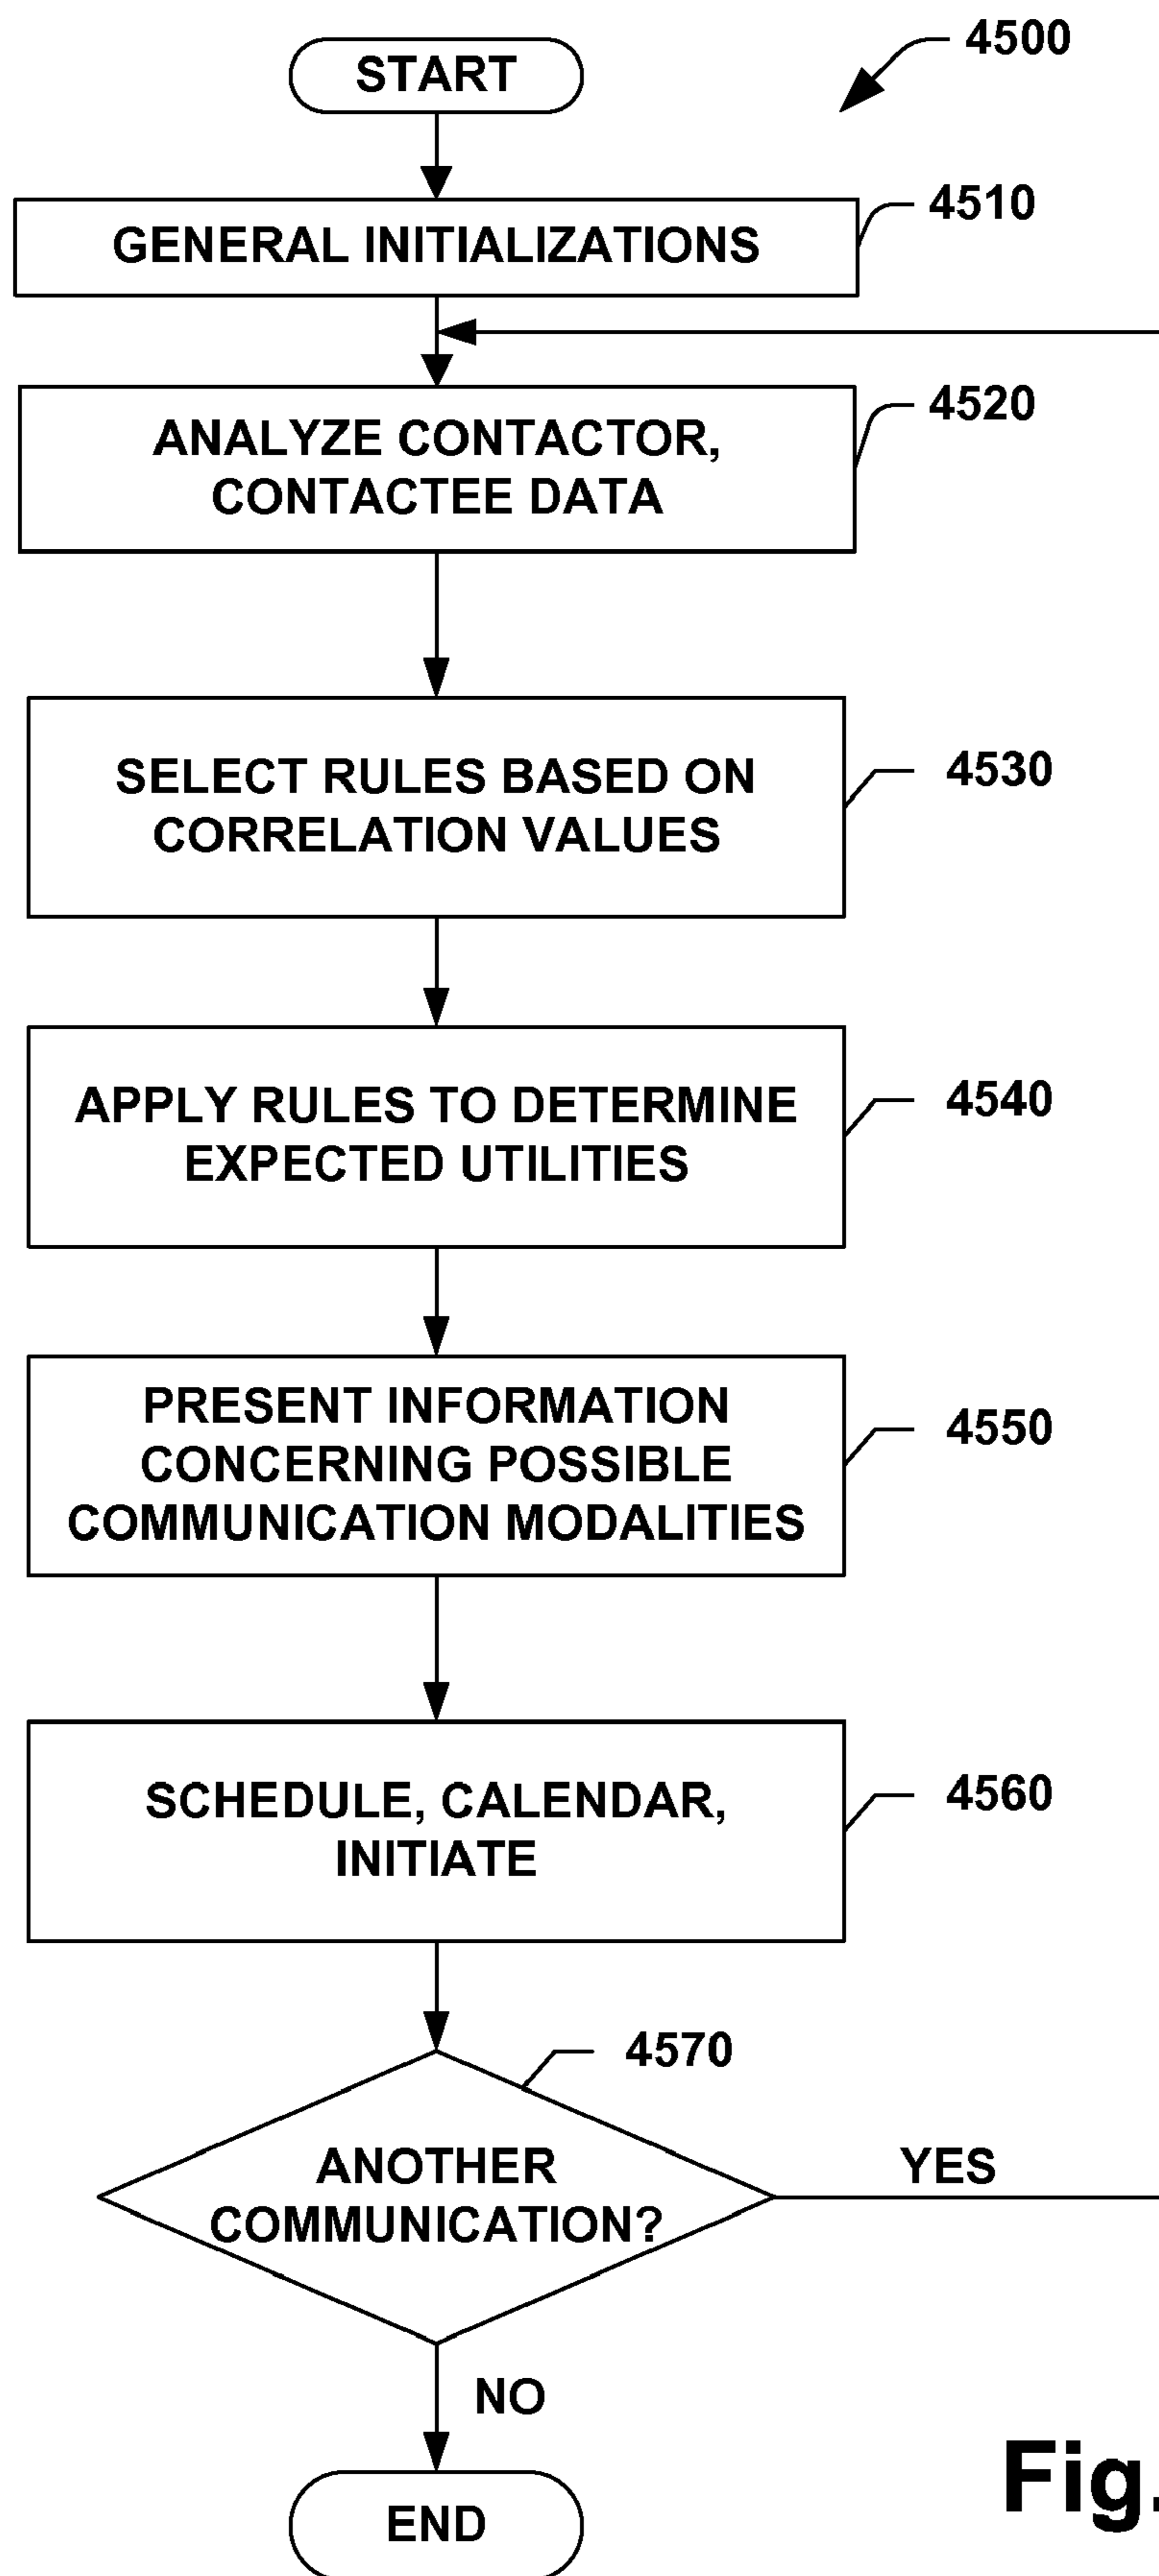 START
4500
GENERAL INITIALIZATIONS
4510
ANALYZE CONTACTOR,
CONTACTEE DATA
4520
SELECT RULES BASED ON
CORRELATION VALUES
4530
APPLY RULES TO DETERMINE
EXPECTED UTILITIES
4540
PRESENT INFORMATION
CONCERNING POSSIBLE
COMMUNICATION MODALITIES
4550
SCHEDULE, CALENDAR,
INITIATE
4560
4570
ANOTHER
COMMUNICATION?
YES
NO
END
Fig.